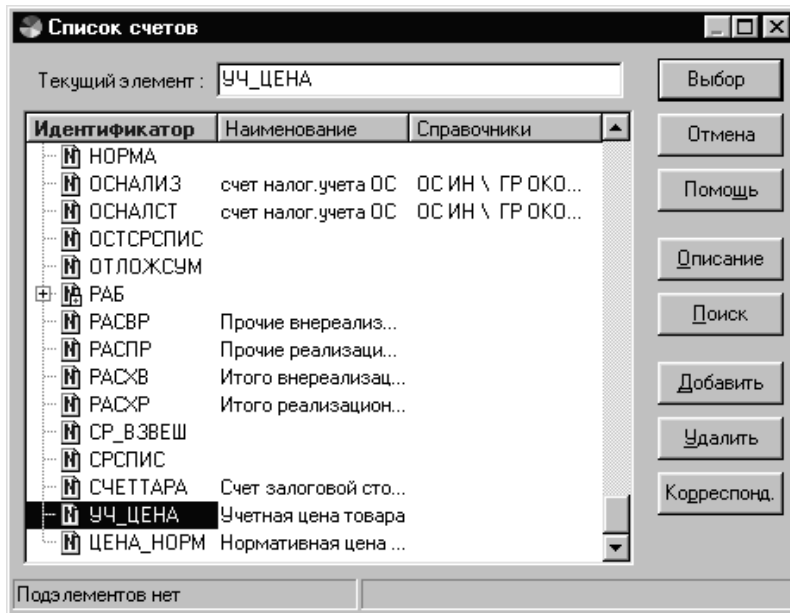 Список счетов
Текущий элемент : УЧ_ЦЕНА
Идентификатор Наименование Справочники
НОРМА
ОСНАЛИЗ счет налог.учета ОС ОС ИН \ ГР ОКО...
ОСНАЛСТ счет налог.учета ОС ОС ИН \ ГР ОКО...
ОСТСРСПИС
ОТЛОЖСУМ
РАБ
РАСВР Прочие внереализ...
РАСПР Прочие реализаци...
РАСХВ Итого внереализац...
РАСХР Итого реализацион...
СР_ВЗВЕШ
СРСПИС
СЧЕТТАРА Счет залоговой сто...
УЧ_ЦЕНА Учетная цена товара
ЦЕНА_НОРМ Нормативная цена ...
Выбор
Отмена
Помощь
Описание
Поиск
Добавить
Удалить
Корреспонд.
Подэлементов нет